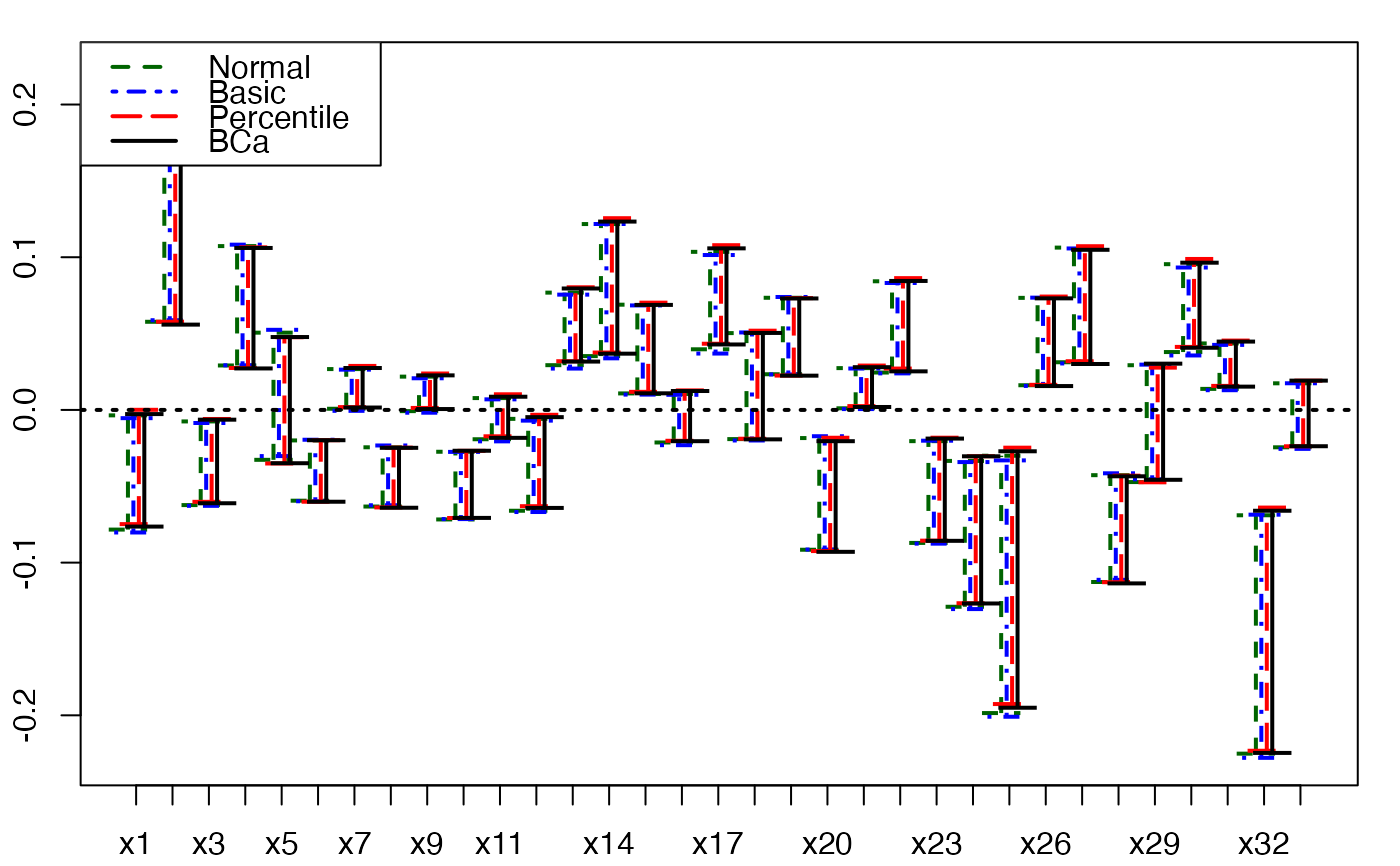 Normal
Basic
Percentile
BCa
0.2
0.1
0.0
-0.1
-0.2
x1 x3 x5 x7 x9 x11 x14 x17 x20 x23 x26 x29 x32